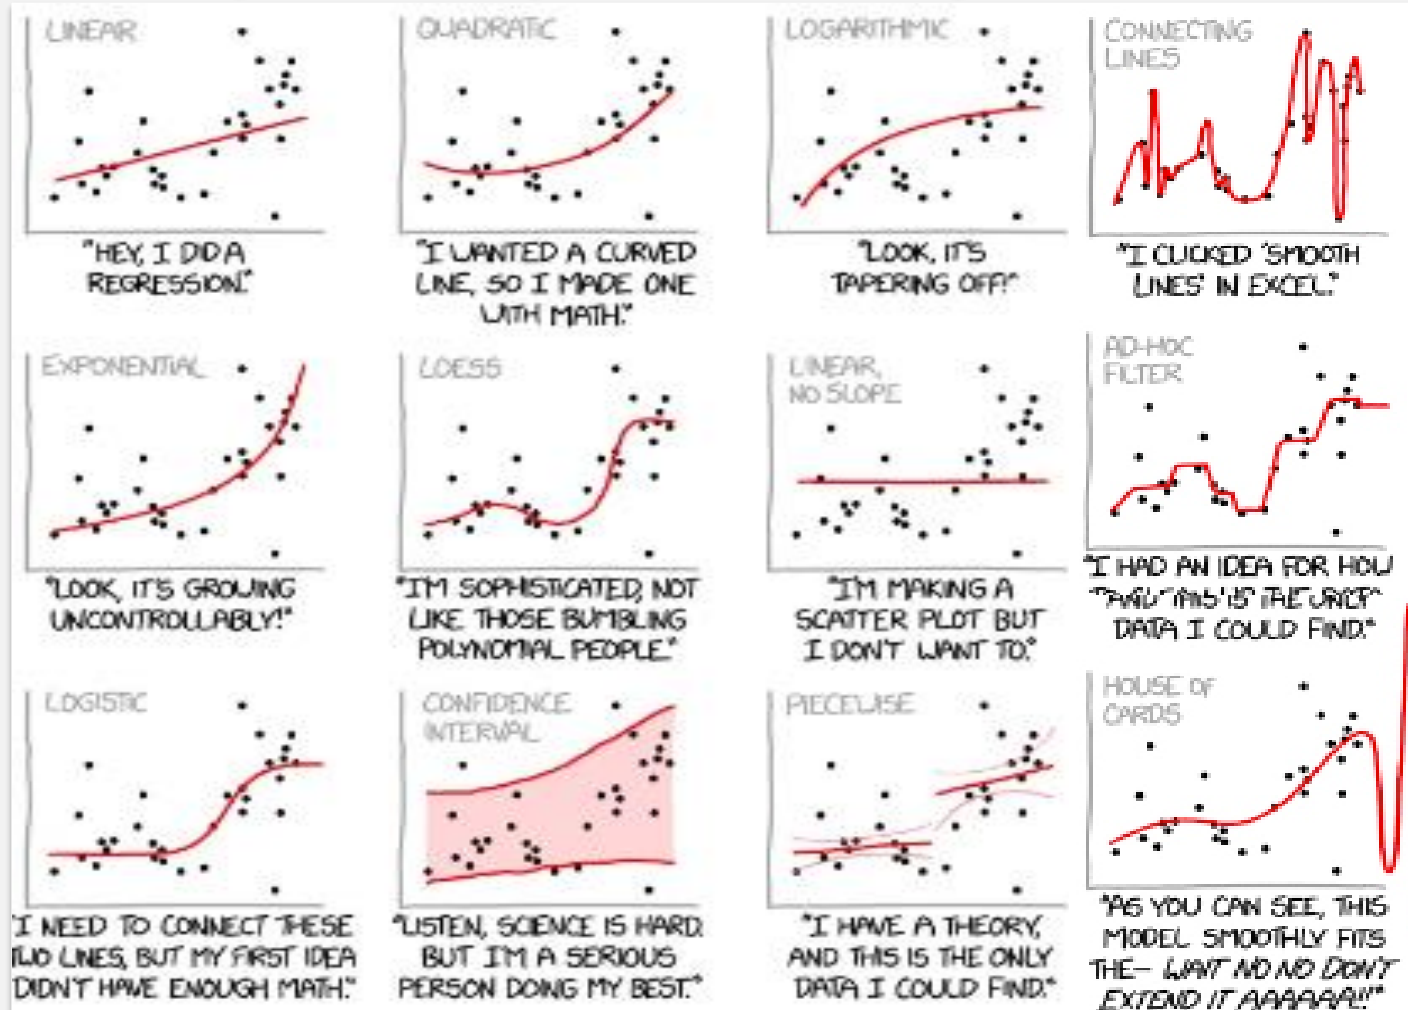 LINEAR
"HEY, I DID A
REGRESSION."
QUADRATIC
"I WANTED A CURVED
LINE, SO I MADE ONE
WITH MATH."
LOGARITHMIC
"LOOK, IT'S
TAPERING OFF!"
CONNECTING
LINES
"I CLICKED 'SMOOTH
LINES' IN EXCEL."
EXPONENTIAL
"LOOK, IT'S GROWING
UNCONTROLLABLY!"
LOESS
"I'M SOPHISTICATED, NOT
LIKE THOSE BUMBLING
POLYNOMIAL PEOPLE."
LINEAR,
NO SLOPE
"I'M MAKING A
SCATTER PLOT BUT
I DON'T WANT TO."
AD-HOC
FILTER
"I HAD AN IDEA FOR HOW
THE
DATA I COULD FIND."
LOGISTIC
"I NEED TO CONNECT THESE
TWO LINES, BUT MY FIRST IDEA
DIDN'T HAVE ENOUGH MATH."
CONFIDENCE
INTERVAL
"LISTEN, SCIENCE IS HARD.
BUT I'M A SERIOUS
PERSON DOING MY BEST."
PIECEWISE
"I HAVE A THEORY,
AND THIS IS THE ONLY
DATA I COULD FIND."
HOUSE OF
CARDS
"AS YOU CAN SEE, THIS
MODEL SMOOTHLY FITS
THE– WAIT NO NO DON'T
EXTEND IT AAAAAA!!"